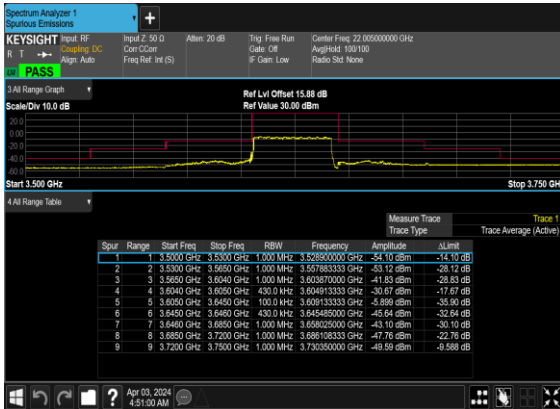 Spectrum Analyzer 1
Spurious Emissions
+
KEYSIGHT Input: RF Input Z: 50 Ω Atten: 20 dB Trig: Free Run Center Freq: 22.005000000 GHz
R T Coupling: DC Corr CCorr Gate: Off Avg|Hold: 100/100
Align: Auto Freq Ref: Int (S) IF Gain: Low Radio Std: None
PASS
3 All Range Graph
Ref Lvl Offset 15.88 dB
Scale/Div 10.0 dB Ref Value 30.00 dBm
20.0
0.00
-20.0
-40.0
-60.0
Start 3.500 GHz Stop 3.750 GH
4 All Range Table
Measure Trace Trace 1
Trace Type Trace Average (Active)
Spur Range Start Freq Stop Freq RBW Frequency Amplitude ΔLimit
1 1 3.5000 GHz 3.5300 GHz 1.000 MHz 3.528900000 GHz -54.10 dBm -14.10 dB
2 2 3.5300 GHz 3.5650 GHz 1.000 MHz 3.557883333 GHz -53.12 dBm -28.12 dB
3 3 3.5650 GHz 3.6040 GHz 1.000 MHz 3.603670000 GHz -41.83 dBm -28.83 dB
4 4 3.6040 GHz 3.6050 GHz 430.0 kHz 3.604913333 GHz -30.67 dBm -17.67 dB
5 5 3.6050 GHz 3.6450 GHz 100.0 kHz 3.609133333 GHz -5.899 dBm -35.90 dB
6 6 3.6450 GHz 3.6460 GHz 430.0 kHz 3.645485000 GHz -45.64 dBm -32.64 dB
7 7 3.6460 GHz 3.6850 GHz 1.000 MHz 3.658025000 GHz -43.10 dBm -30.10 dB
8 8 3.6850 GHz 3.7200 GHz 1.000 MHz 3.686108333 GHz -47.76 dBm -22.76 dB
9 9 3.7200 GHz 3.7500 GHz 1.000 MHz 3.730350000 GHz -49.59 dBm -9.588 dB
? Apr 03, 2024
4:51:00 AM